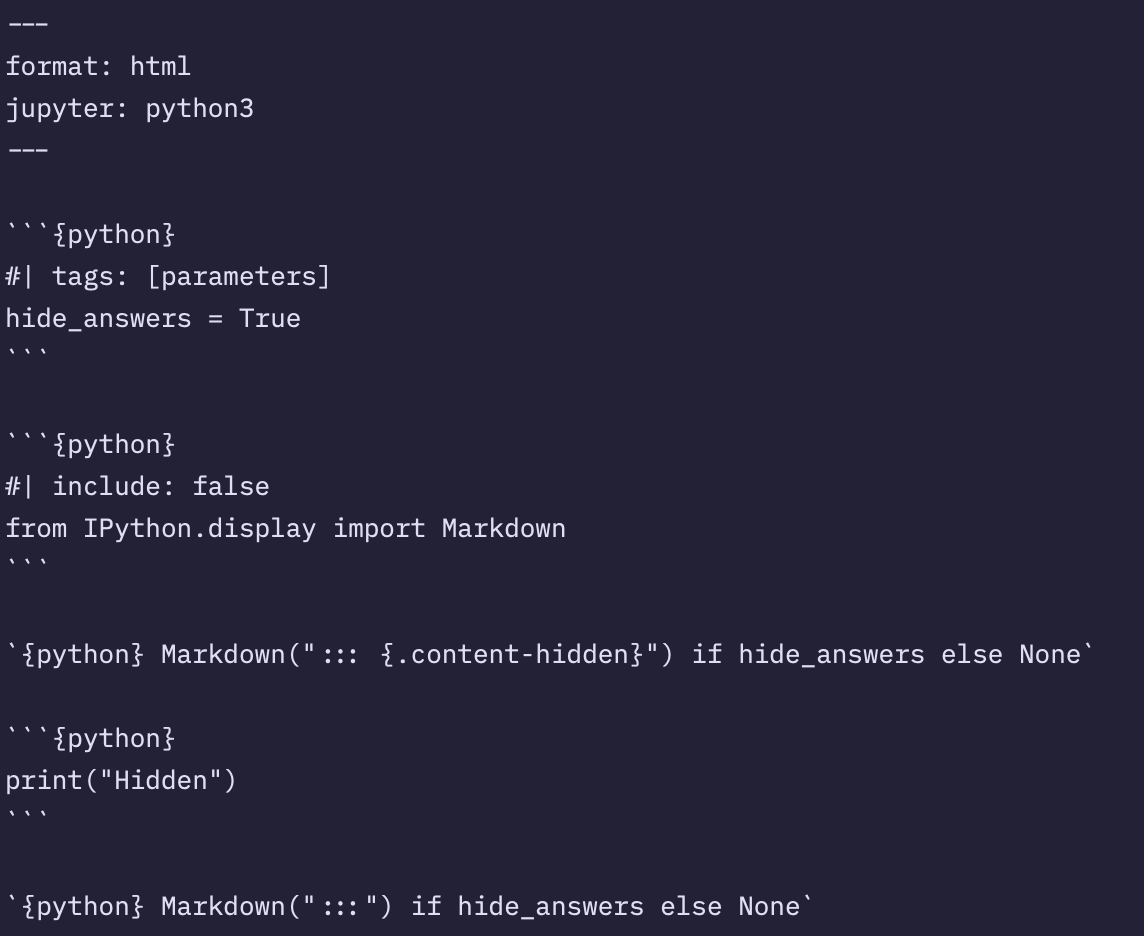 ---
format: html
jupyter: python3
---
```{python}
#| tags: [parameters]
hide_answers = True
```
```{python}
#| include: false
from IPython.display import Markdown
```
`{python} Markdown("::: {.content-hidden}") if hide_answers else None`
```{python}
print("Hidden")
```
`{python} Markdown(":::") if hide_answers else None`